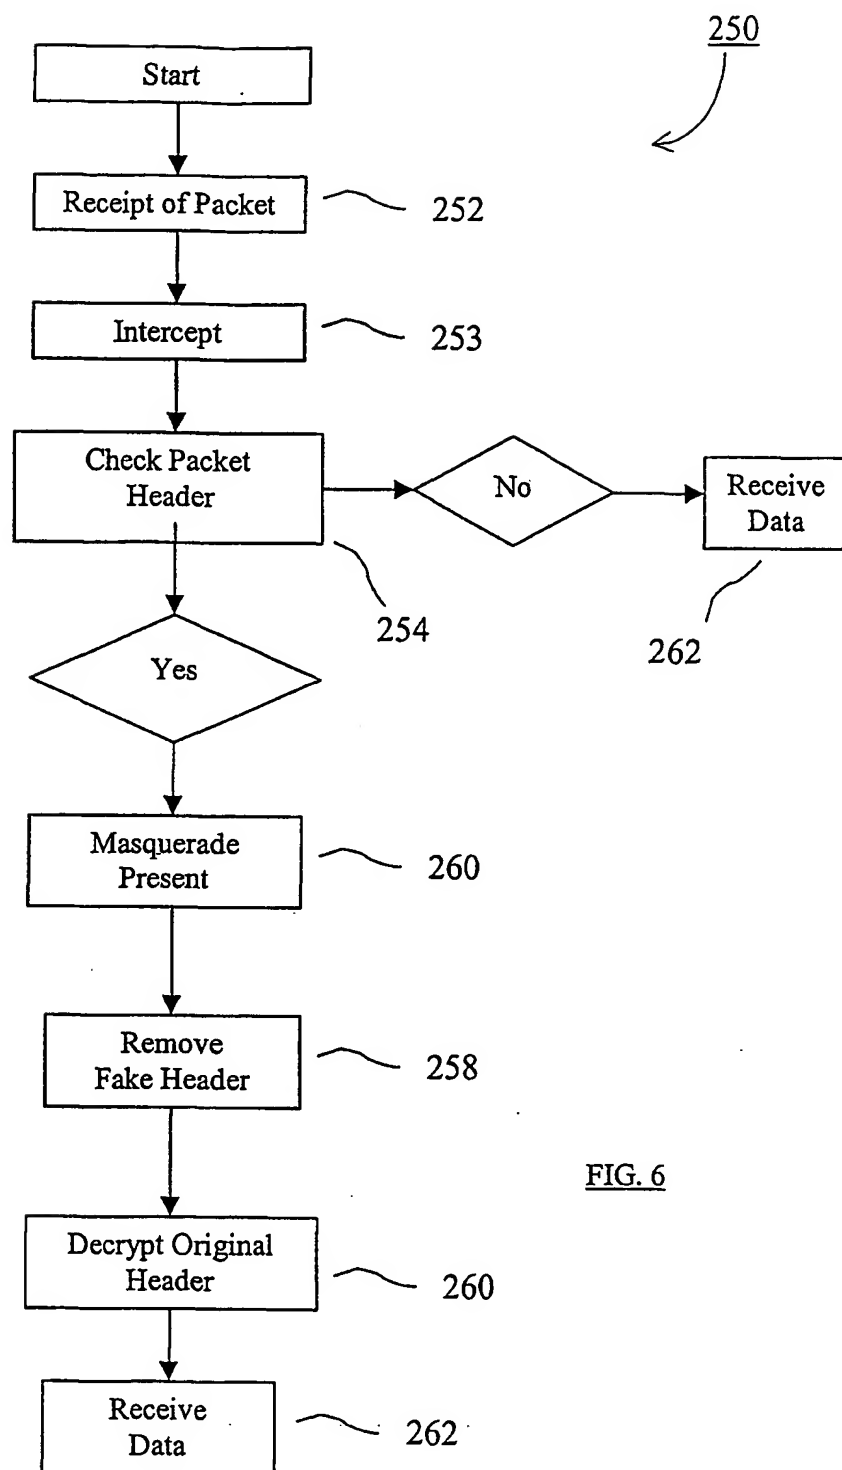 250
Start
Receipt of Packet
252
Intercept
253
Check Packet
Header
254
No
Receive
Data
262
Yes
Masquerade
Present
260
Remove
Fake Header
258
FIG. 6
Decrypt Original
Header
260
Receive
Data
262